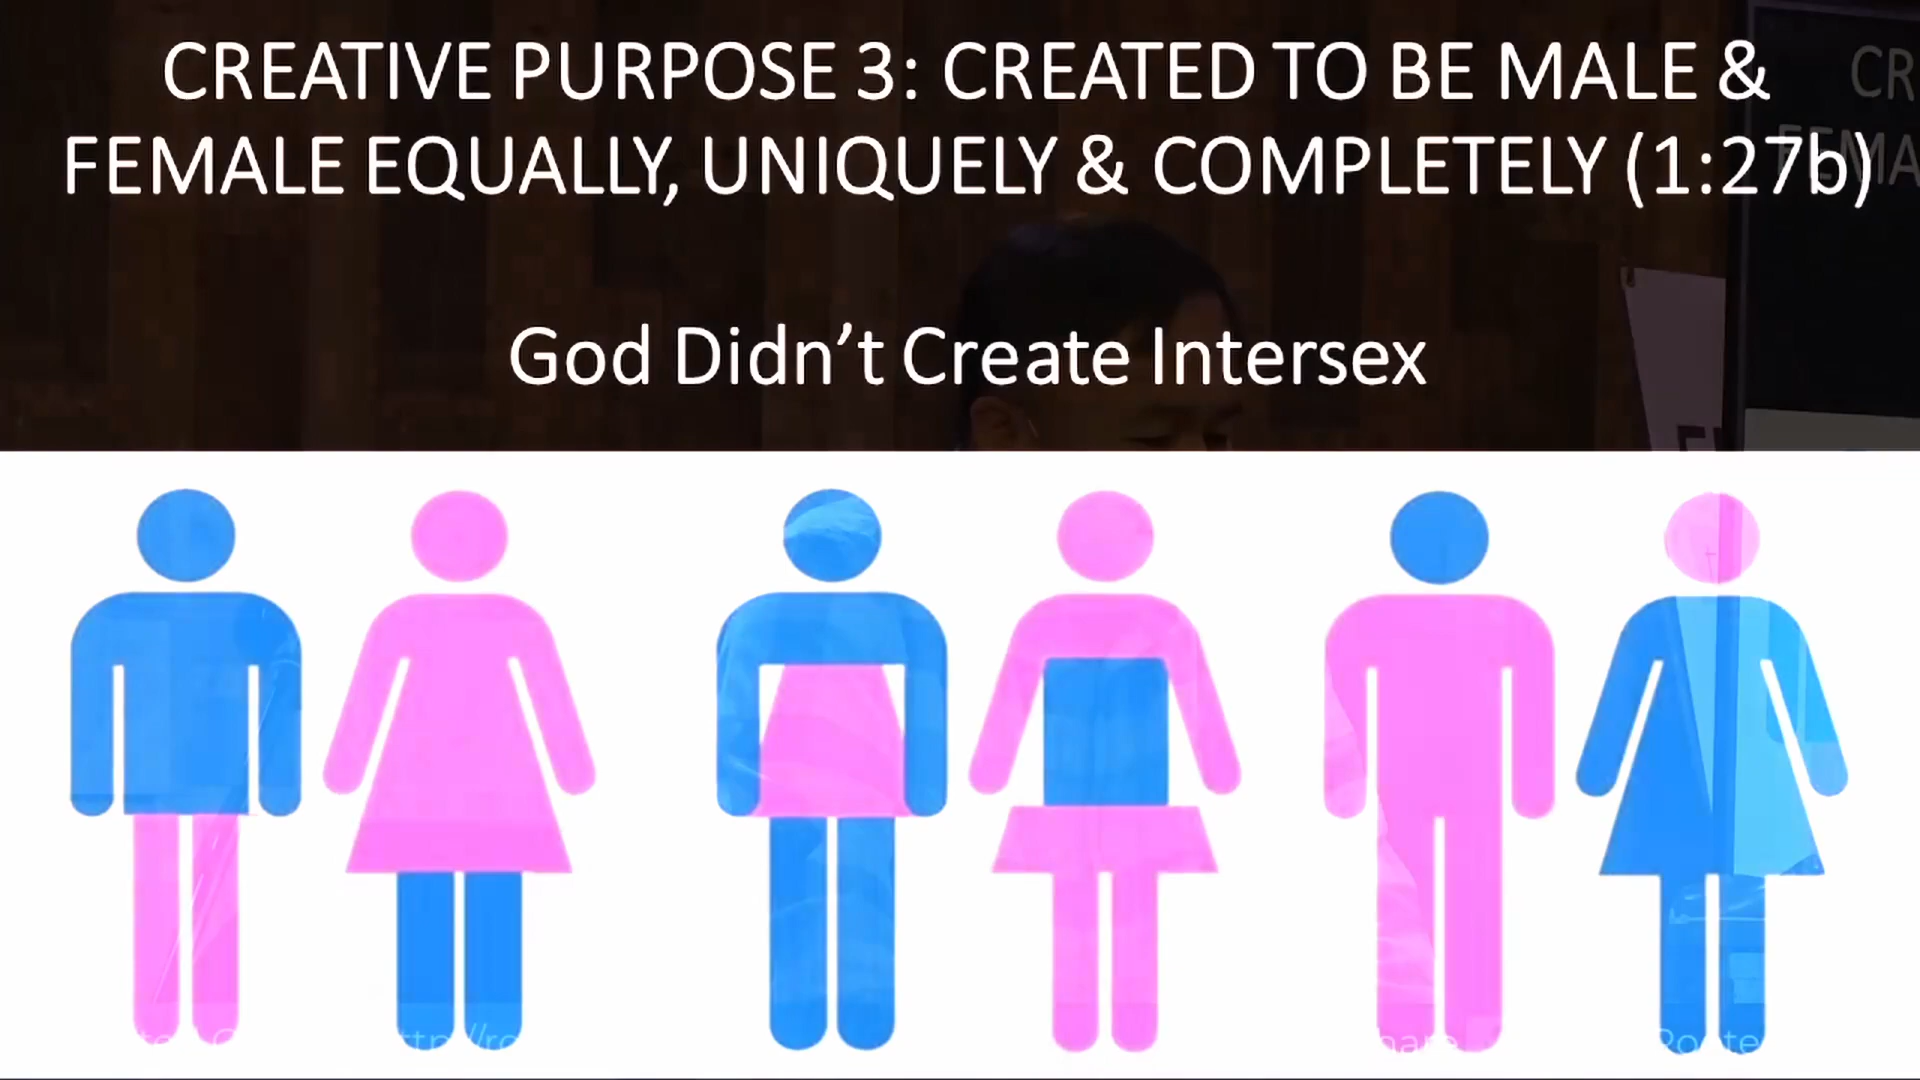 CREATIVE PURPOSE 3: CREATED TO BE MALE &
FEMALE EQUALLY, UNIQUELY & COMPLETELY (1:27b)
God Didn't Create Intersex